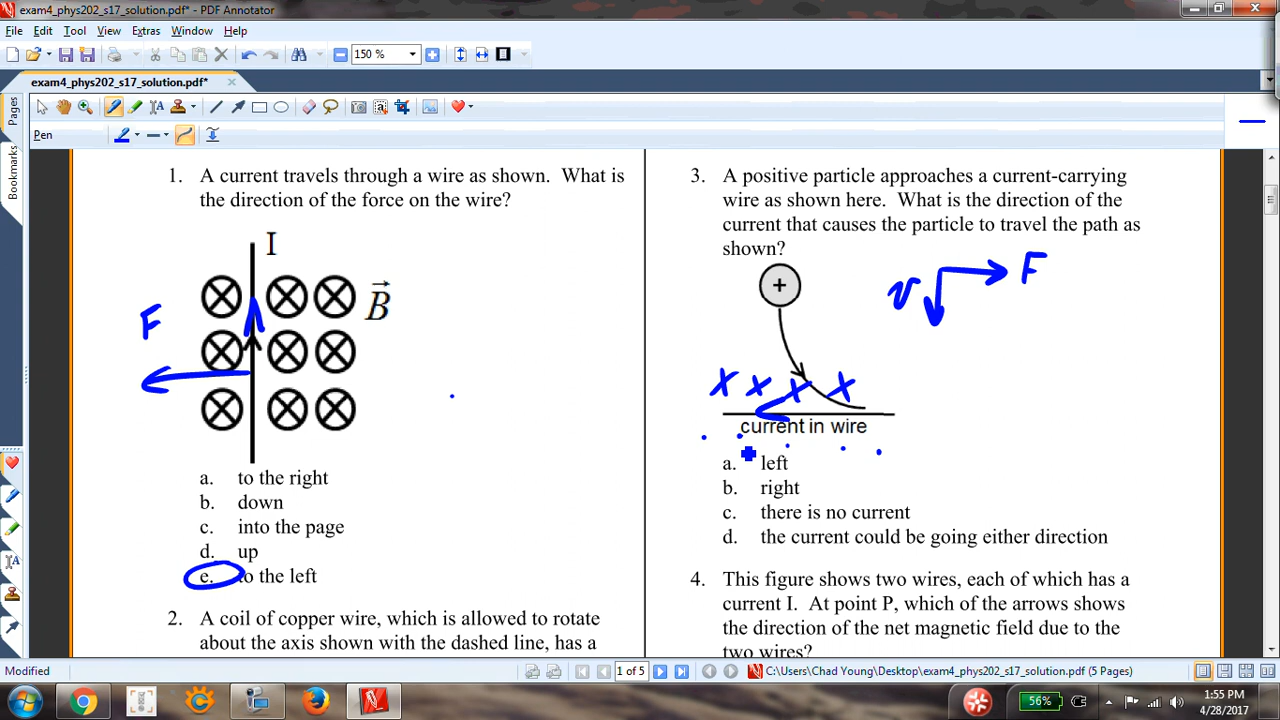 exam4_phys202_s17_solution.pdf* - PDF Annotator
File Edit Tool View Extras Window Help
150 %
exam4_phys202_s17_solution.pdf*
Pen
Pages
Bookmarks
1. A current travels through a wire as shown. What is
the direction of the force on the wire?
I
B
F
a. to the right
b. down
c. into the page
d. up
e. to the left
2. A coil of copper wire, which is allowed to rotate
about the axis shown with the dashed line, has a
3. A positive particle approaches a current-carrying
wire as shown here. What is the direction of the
current that causes the particle to travel the path as
shown?
+
v F
X X X X
current in wire
a. left
b. right
c. there is no current
d. the current could be going either direction
4. This figure shows two wires, each of which has a
current I. At point P, which of the arrows shows
the direction of the net magnetic field due to the
two wires?
Modified
1 of 5
C:\Users\Chad Young\Desktop\exam4_phys202_s17_solution.pdf (5 Pages)
56%
1:55 PM
4/28/2017